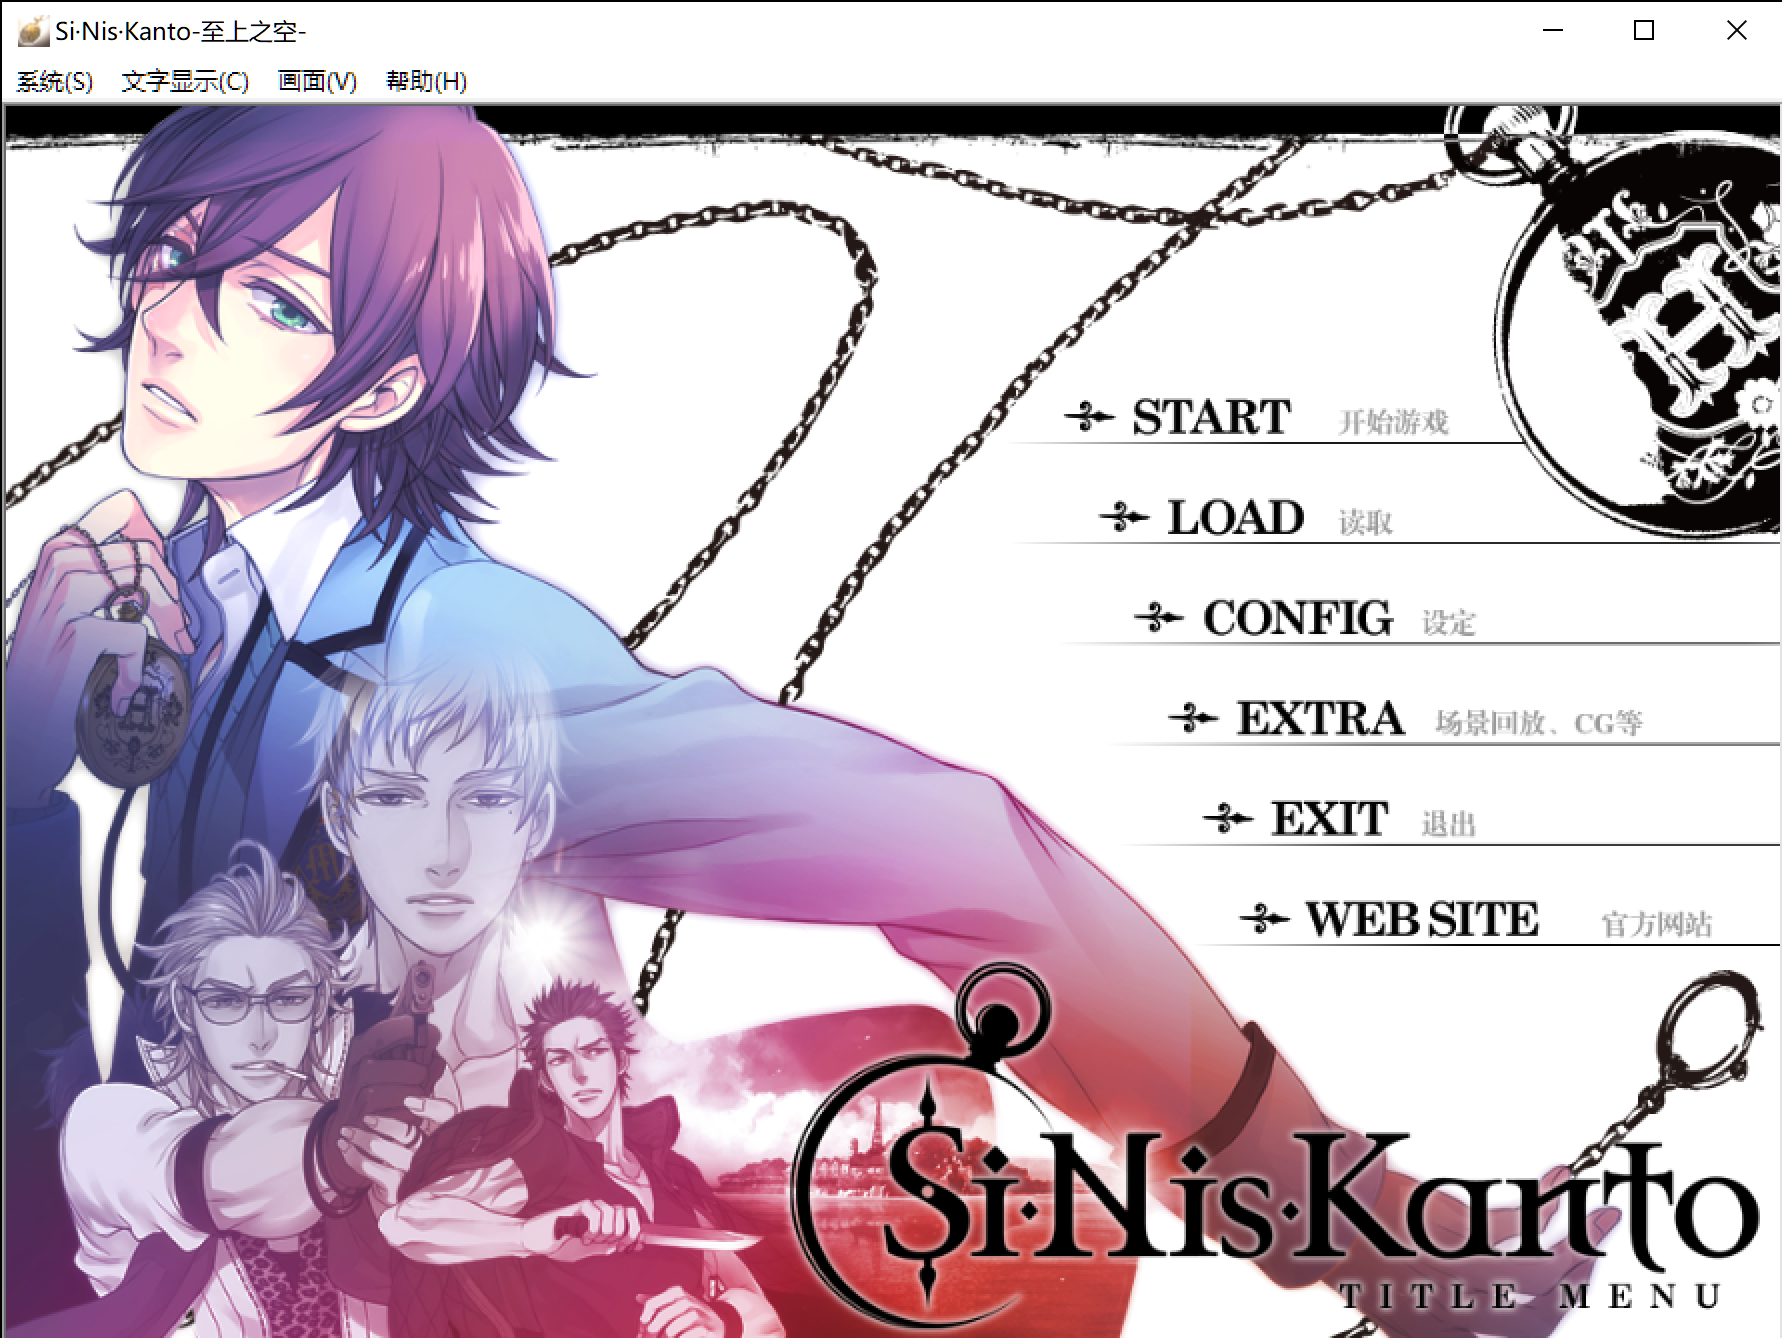 Si·Nis·Kanto-至上之空-
系统(S) 文字显示(C) 画面(V) 帮助(H)
START 开始游戏
LOAD 读取
CONFIG 设定
EXTRA 场景回放、CG等
EXIT 退出
WEB SITE 官方网站
Si·Nis·Kanto
TITLE MENU